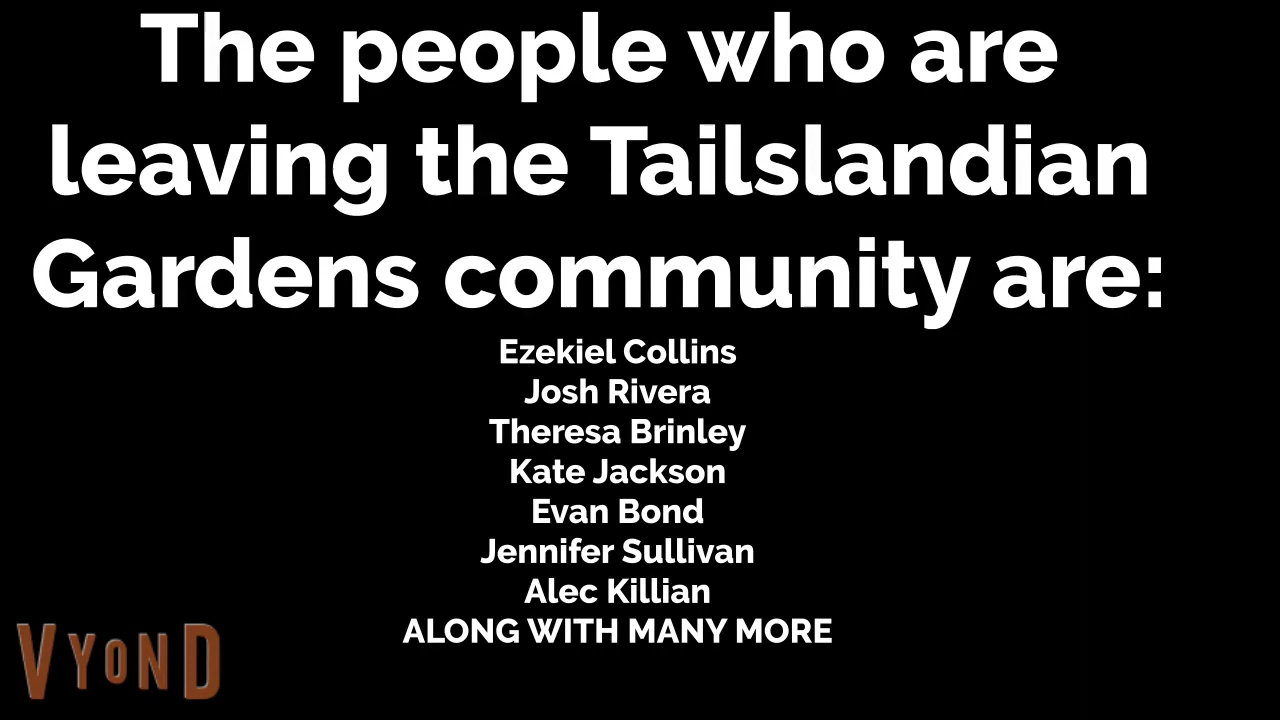 The people who are
leaving the Tailslandian
Gardens community are:
Ezekiel Collins
Josh Rivera
Theresa Brinley
Kate Jackson
Evan Bond
Jennifer Sullivan
Alec Killian
ALONG WITH MANY MORE
VYOND